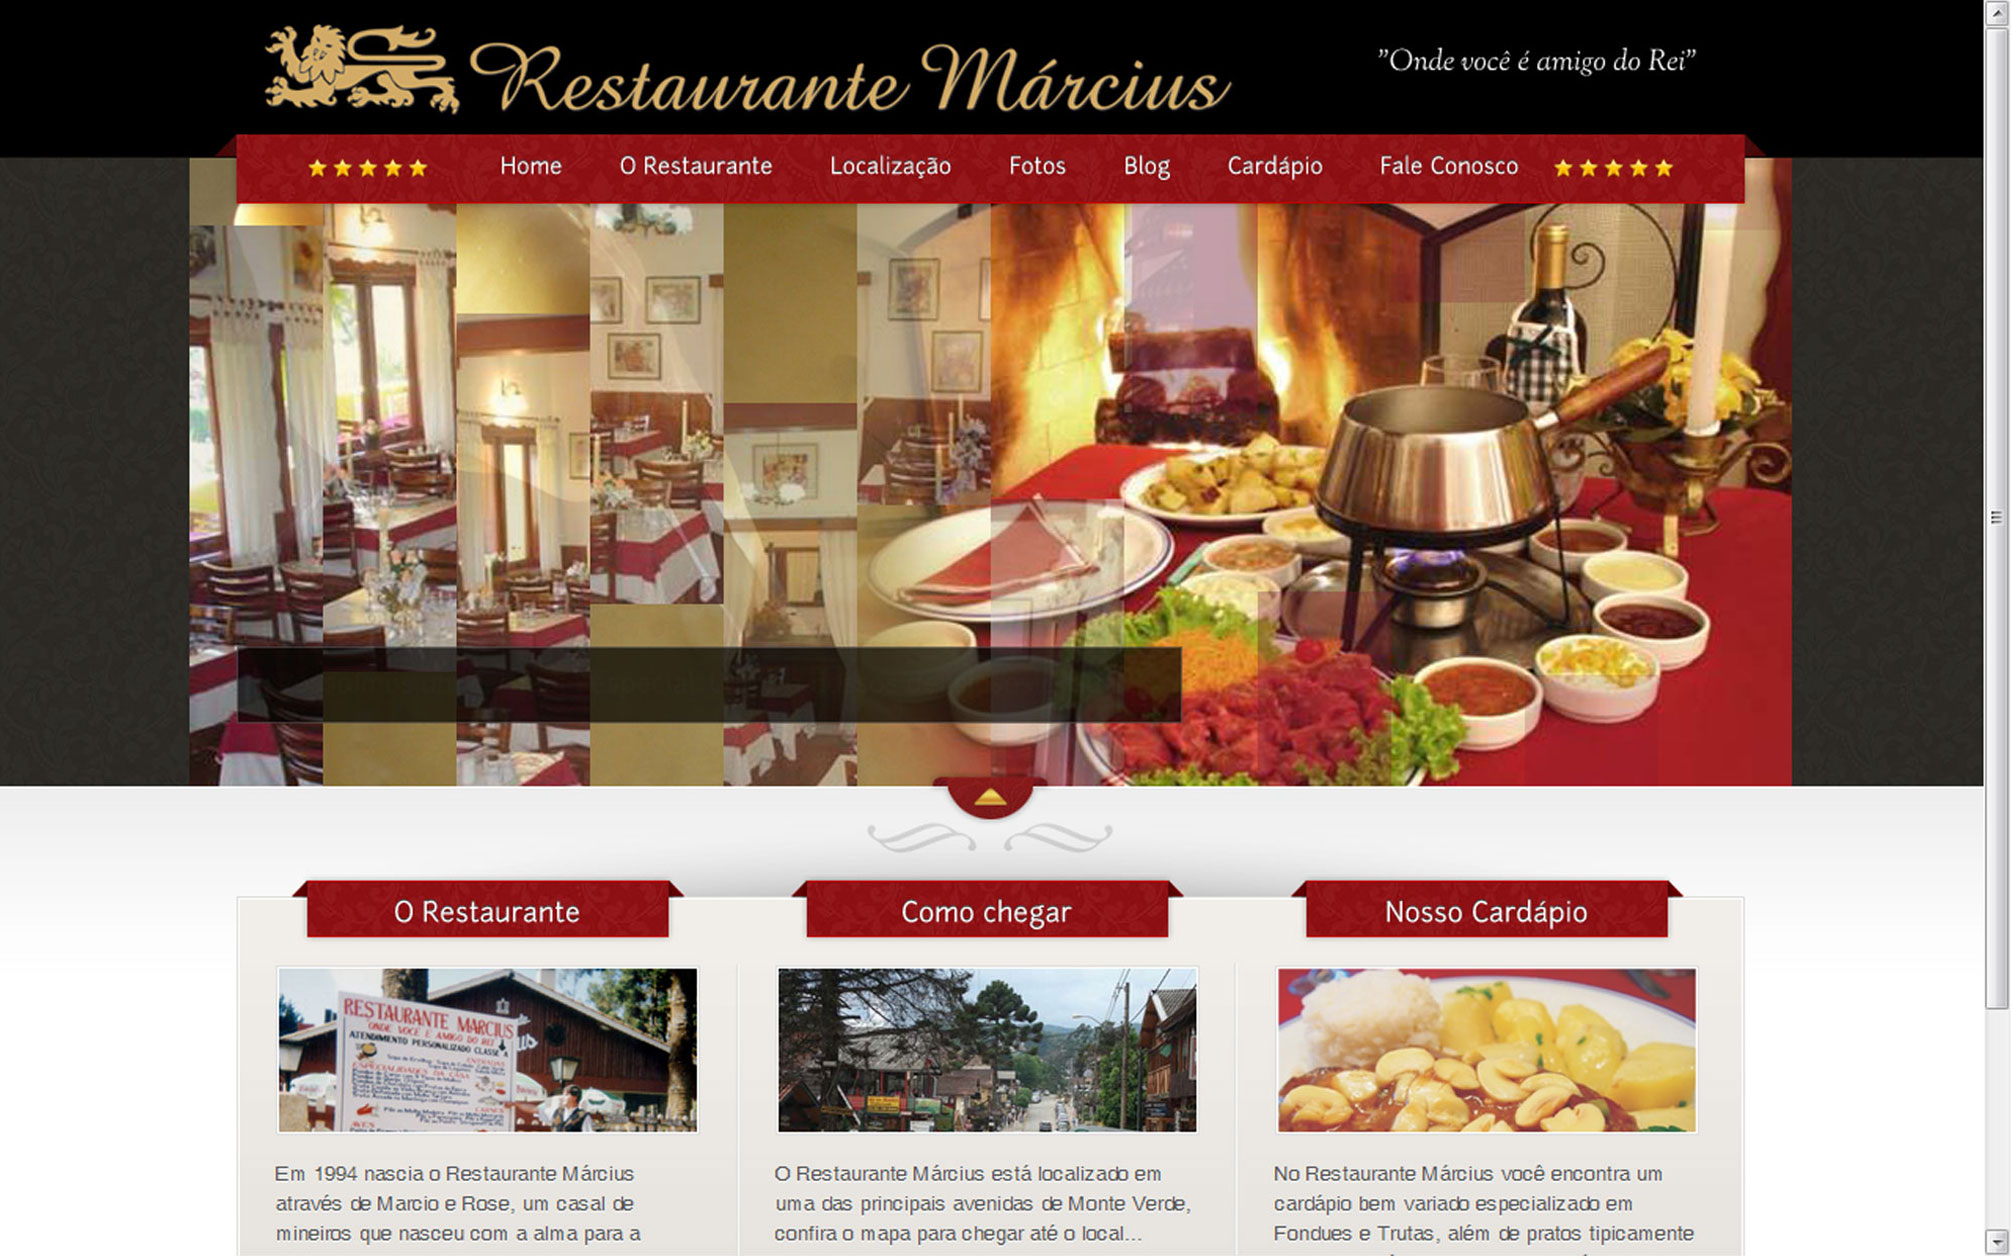 Restaurante Március
"Onde você é amigo do Rei"
Home O Restaurante Localização Fotos Blog Cardápio Fale Conosco
O Restaurante
Como chegar
Nosso Cardápio
RESTAURANTE MARCIUS
ONDE VOCE E AMIGO DO REI
ATENDIMENTO PERSONALIZADO CLASSE A
ESPECIALIDADES DA CASA
CARNES
AVES
Em 1994 nascia o Restaurante Március
através de Marcio e Rose, um casal de
mineiros que nasceu com a alma para a
O Restaurante Március está localizado em
uma das principais avenidas de Monte Verde,
confira o mapa para chegar até o local...
No Restaurante Március você encontra um
cardápio bem variado especializado em
Fondues e Trutas, além de pratos tipicamente